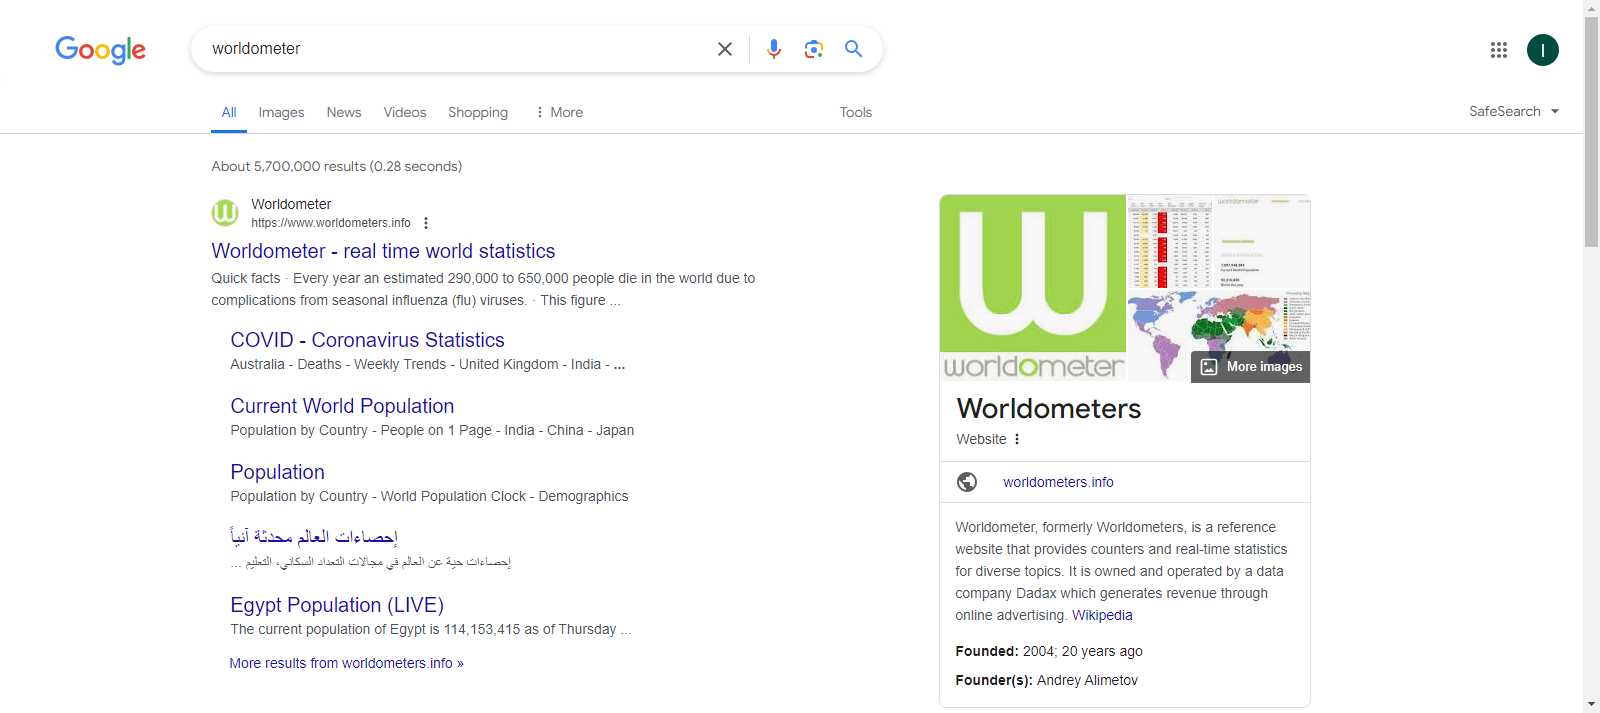 Google
worldometer
I
All Images News Videos Shopping More Tools SafeSearch
About 5,700,000 results (0.28 seconds)
Worldometer
https://www.worldometers.info
Worldometer - real time world statistics
Quick facts · Every year an estimated 290,000 to 650,000 people die in the world due to
complications from seasonal influenza (flu) viruses. · This figure ...
COVID - Coronavirus Statistics
Australia - Deaths - Weekly Trends - United Kingdom - India - ...
Current World Population
Population by Country - People on 1 Page - India - China - Japan
Population
Population by Country - World Population Clock - Demographics
إحصاءات العالم محدثة آنياً
إحصاءات حية عن العالم في مجالات التعداد السكاني، التعليم ...
Egypt Population (LIVE)
The current population of Egypt is 114,153,415 as of Thursday ...
More results from worldometers.info »
W
worldometer
worldometer
More images
Worldometers
Website
worldometers.info
Worldometer, formerly Worldometers, is a reference
website that provides counters and real-time statistics
for diverse topics. It is owned and operated by a data
company Dadax which generates revenue through
online advertising. Wikipedia
Founded: 2004; 20 years ago
Founder(s): Andrey Alimetov